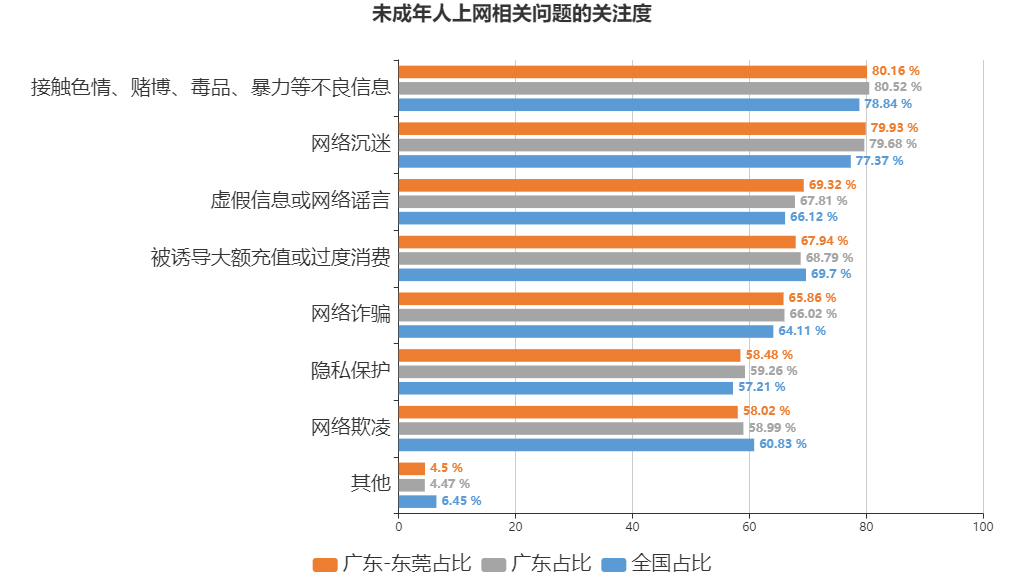 未成年人上网相关问题的关注度
接触色情、赌博、毒品、暴力等不良信息
80.16 %
80.52 %
78.84 %
网络沉迷
79.93 %
79.68 %
77.37 %
虚假信息或网络谣言
69.32 %
67.81 %
66.12 %
被诱导大额充值或过度消费
67.94 %
68.79 %
69.7 %
网络诈骗
65.86 %
66.02 %
64.11 %
隐私保护
58.48 %
59.26 %
57.21 %
网络欺凌
58.02 %
58.99 %
60.83 %
其他
4.5 %
4.47 %
6.45 %
0 20 40 60 80 100
广东-东莞占比 广东占比 全国占比